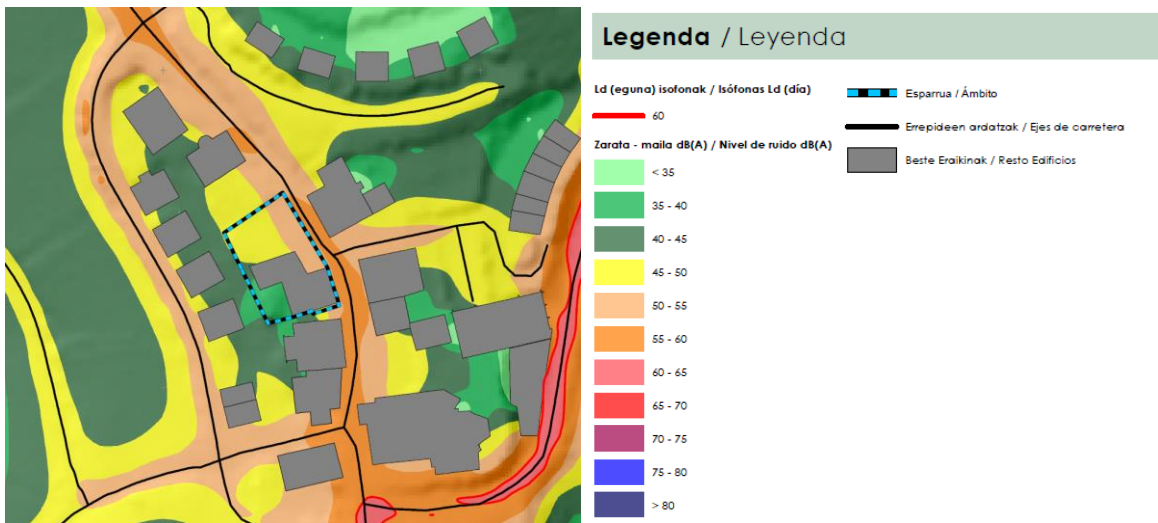 Legenda / Leyenda
Ld (eguna) isofonak / Isófonas Ld (día)
60
Zarata - maila dB(A) / Nivel de ruido dB(A)
< 35
35 - 40
40 - 45
45 - 50
50 - 55
55 - 60
60 - 65
65 - 70
70 - 75
75 - 80
> 80
Esparrua / Ámbito
Errepideen ardatzak / Ejes de carretera
Beste Eraikinak / Resto Edificios